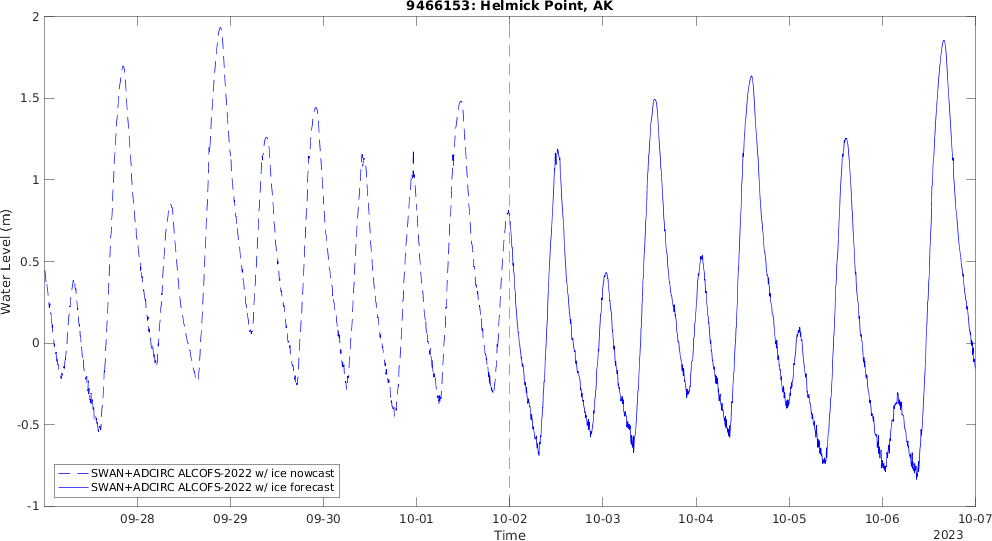 9466153: Helmick Point, AK
Water Level (m)
2
1.5
1
0.5
0
-0.5
-1
SWAN+ADCIRC ALCOFS-2022 w/ ice nowcast
SWAN+ADCIRC ALCOFS-2022 w/ ice forecast
09-28 09-29 09-30 10-01 10-02 10-03 10-04 10-05 10-06 10-07
Time
2023